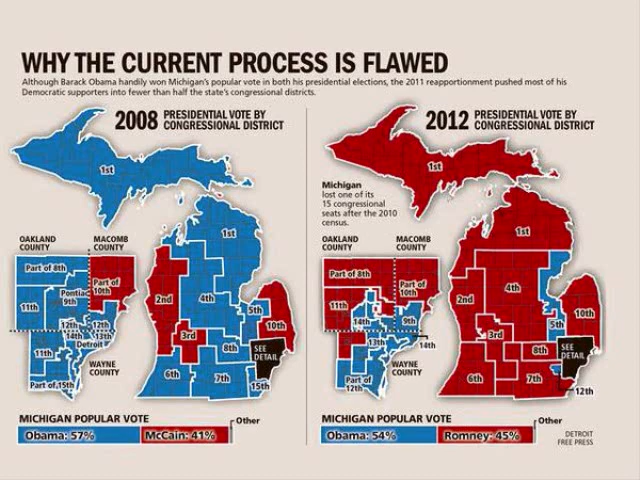 WHY THE CURRENT PROCESS IS FLAWED
Although Barack Obama handily won Michigan's popular vote in both his presidential elections, the 2011 reapportionment pushed most of his
Democratic supporters into fewer than half the state's congressional districts.
2008 PRESIDENTIAL VOTE BY
CONGRESSIONAL DISTRICT
1st
1st
OAKLAND
COUNTY
MACOMB
COUNTY
Part of 8th
Part of
10th
Pontiac
9th
11th
12th
12th
14th
13th
Detroit
11th
Part of 15th
WAYNE
COUNTY
2nd
4th
3rd
5th
10th
8th
SEE
DETAIL
6th
7th
15th
MICHIGAN POPULAR VOTE
Other
Obama: 57%
McCain: 41%
2012 PRESIDENTIAL VOTE BY
CONGRESSIONAL DISTRICT
1st
Michigan
lost one of its
15 congressional
seats after the 2010
census.
1st
OAKLAND
COUNTY
MACOMB
COUNTY
Part of 8th
Part of
10th
11th
14th
9th
13th
14th
Part of
12th
WAYNE
COUNTY
2nd
4th
3rd
5th
10th
8th
SEE
DETAIL
6th
7th
12th
MICHIGAN POPULAR VOTE
Other
Obama: 54%
Romney: 45%
DETROIT
FREE PRESS